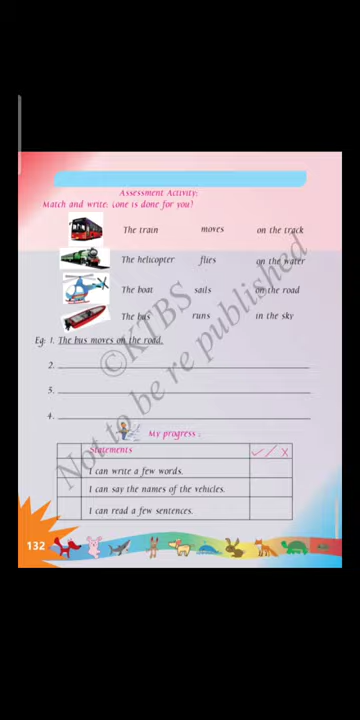 Assessment Activity:
Match and write: (one is done for you)
The train moves on the track
The helicopter flies on the water
The boat sails on the road
The bus runs in the sky
Eg: 1. The bus moves on the road.
2.
3.
4.
My progress :
Statements ✓ / X
I can write a few words.
I can say the names of the vehicles.
I can read a few sentences.
132
©KTBS
Not to be re published